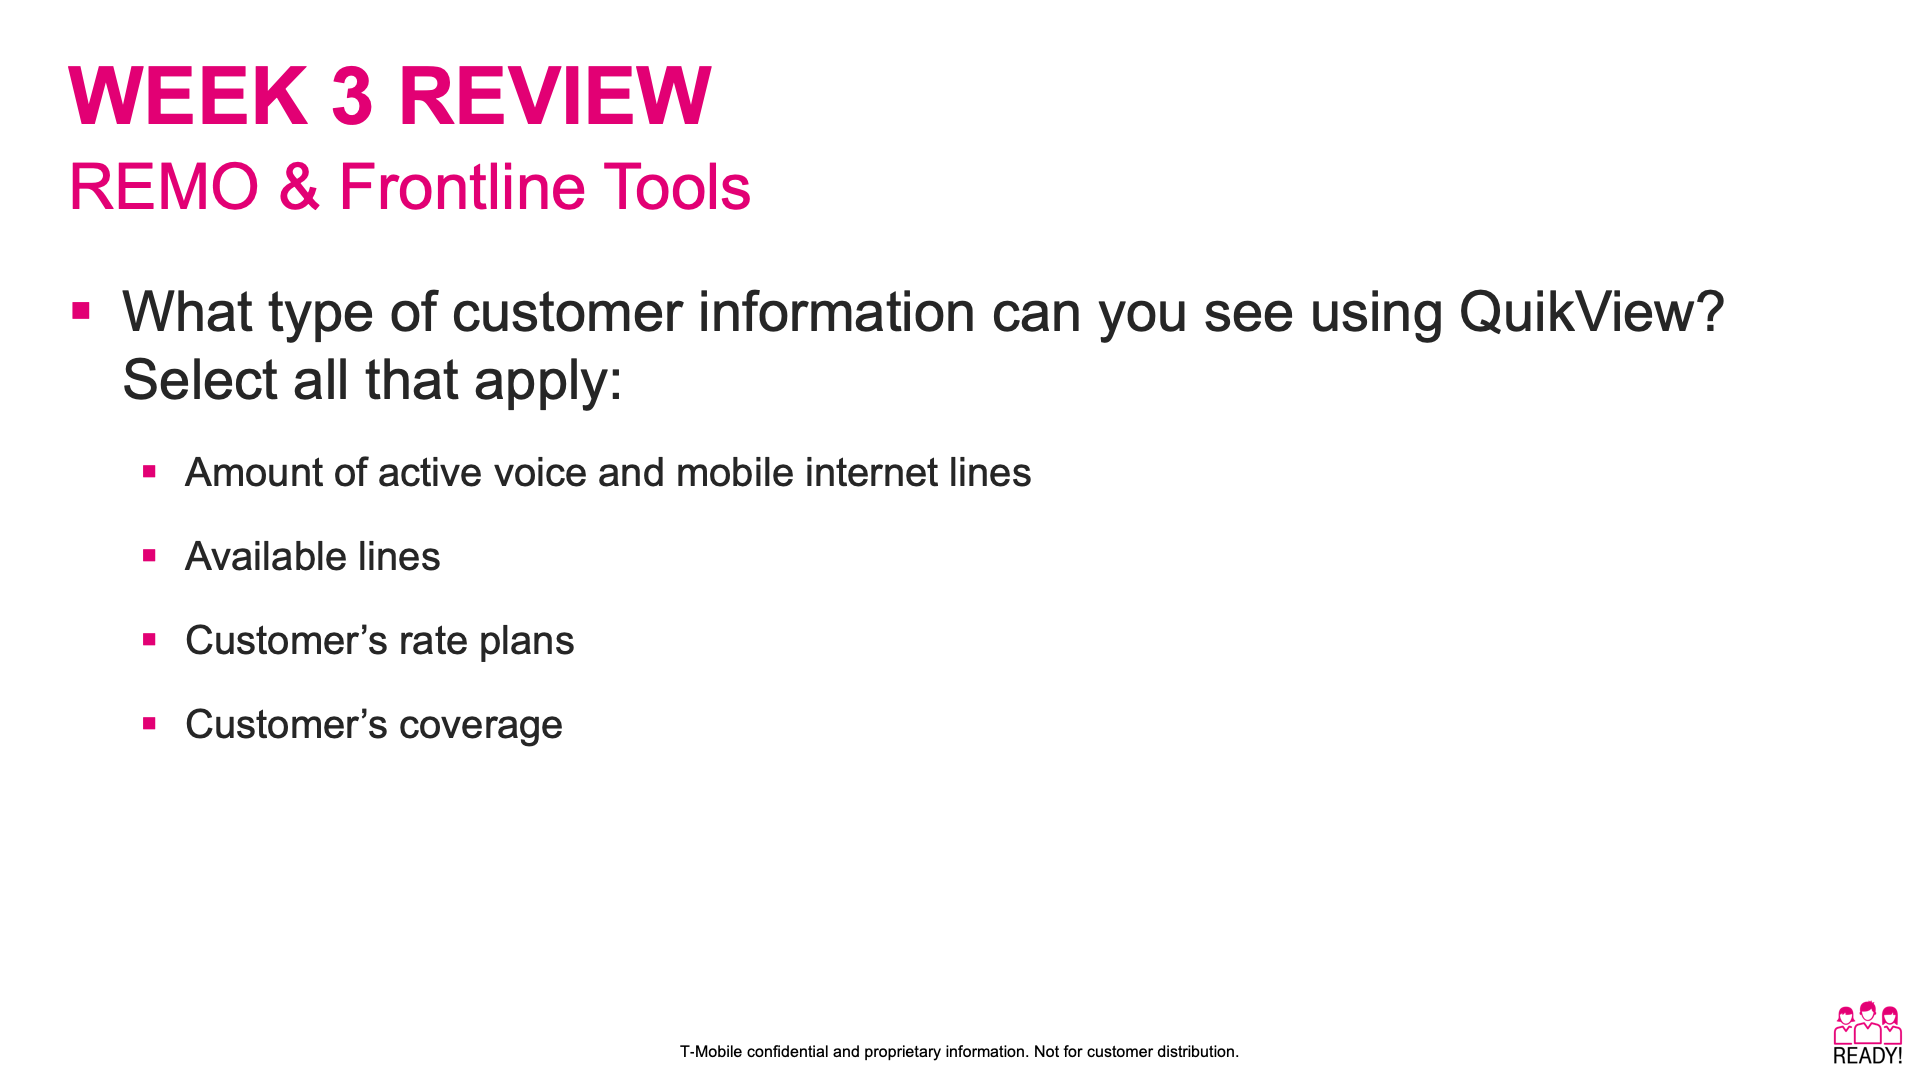 WEEK 3 REVIEW
REMO & Frontline Tools
▪ What type of customer information can you see using QuikView?
Select all that apply:
▪ Amount of active voice and mobile internet lines
▪ Available lines
▪ Customer’s rate plans
▪ Customer’s coverage
T-Mobile confidential and proprietary information. Not for customer distribution.
READY!